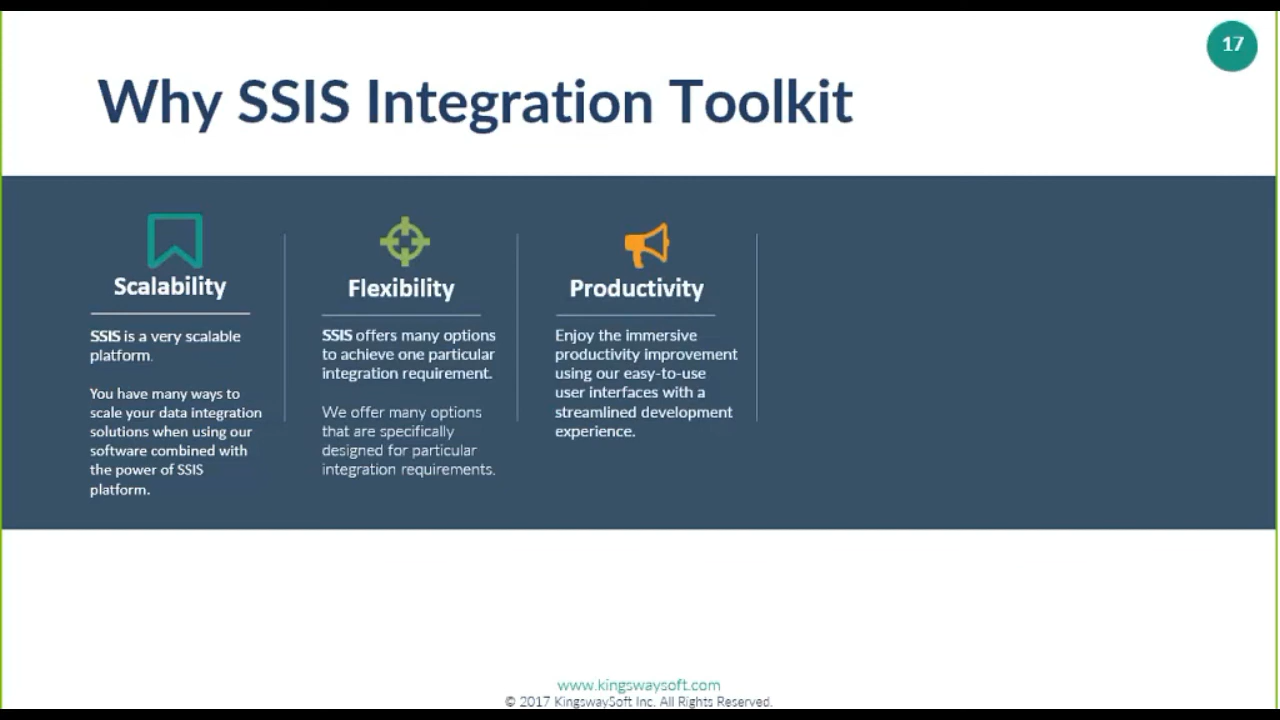 17
Why SSIS Integration Toolkit
Scalability
SSIS is a very scalable
platform.
You have many ways to
scale your data integration
solutions when using our
software combined with
the power of SSIS
platform.
Flexibility
SSIS offers many options
to achieve one particular
integration requirement.
We offer many options
that are specifically
designed for particular
integration requirements.
Productivity
Enjoy the immersive
productivity improvement
using our easy-to-use
user interfaces with a
streamlined development
experience.
www.kingswaysoft.com
© 2017 KingswaySoft Inc. All Rights Reserved.